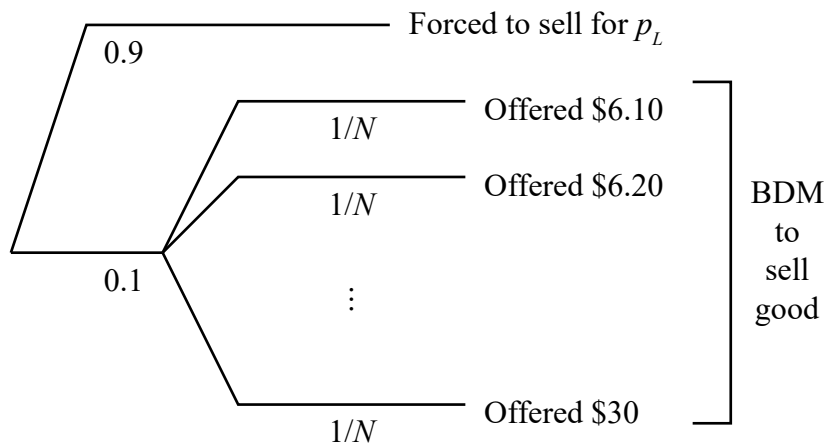 Forced to sell for p_L
0.9
Offered $6.10
1/N
Offered $6.20
1/N
BDM
to
sell
good
0.1
⋮
Offered $30
1/N